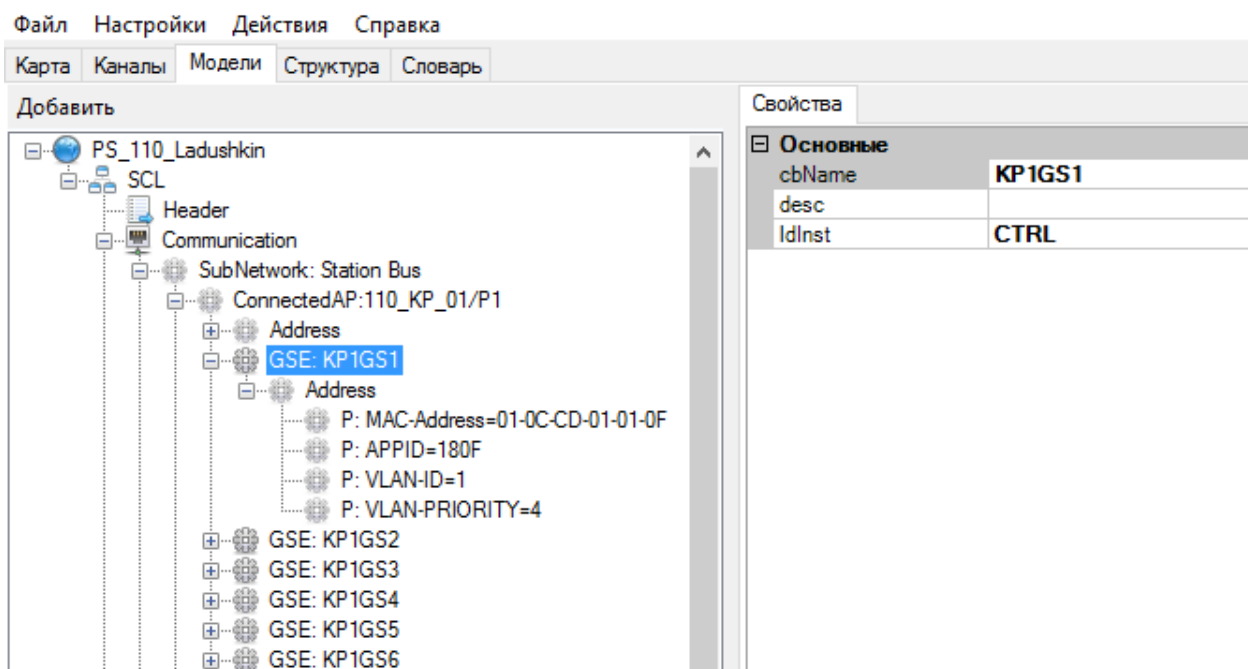 Файл Настройки Действия Справка
Карта Каналы Модели Структура Словарь
Добавить
PS_110_Ladushkin
SCL
Header
Communication
SubNetwork: Station Bus
ConnectedAP:110_KP_01/P1
Address
GSE: KP1GS1
Address
P: MAC-Address=01-0C-CD-01-01-0F
P: APPID=180F
P: VLAN-ID=1
P: VLAN-PRIORITY=4
GSE: KP1GS2
GSE: KP1GS3
GSE: KP1GS4
GSE: KP1GS5
GSE: KP1GS6
Свойства
Основные
cbName KP1GS1
desc
ldInst CTRL